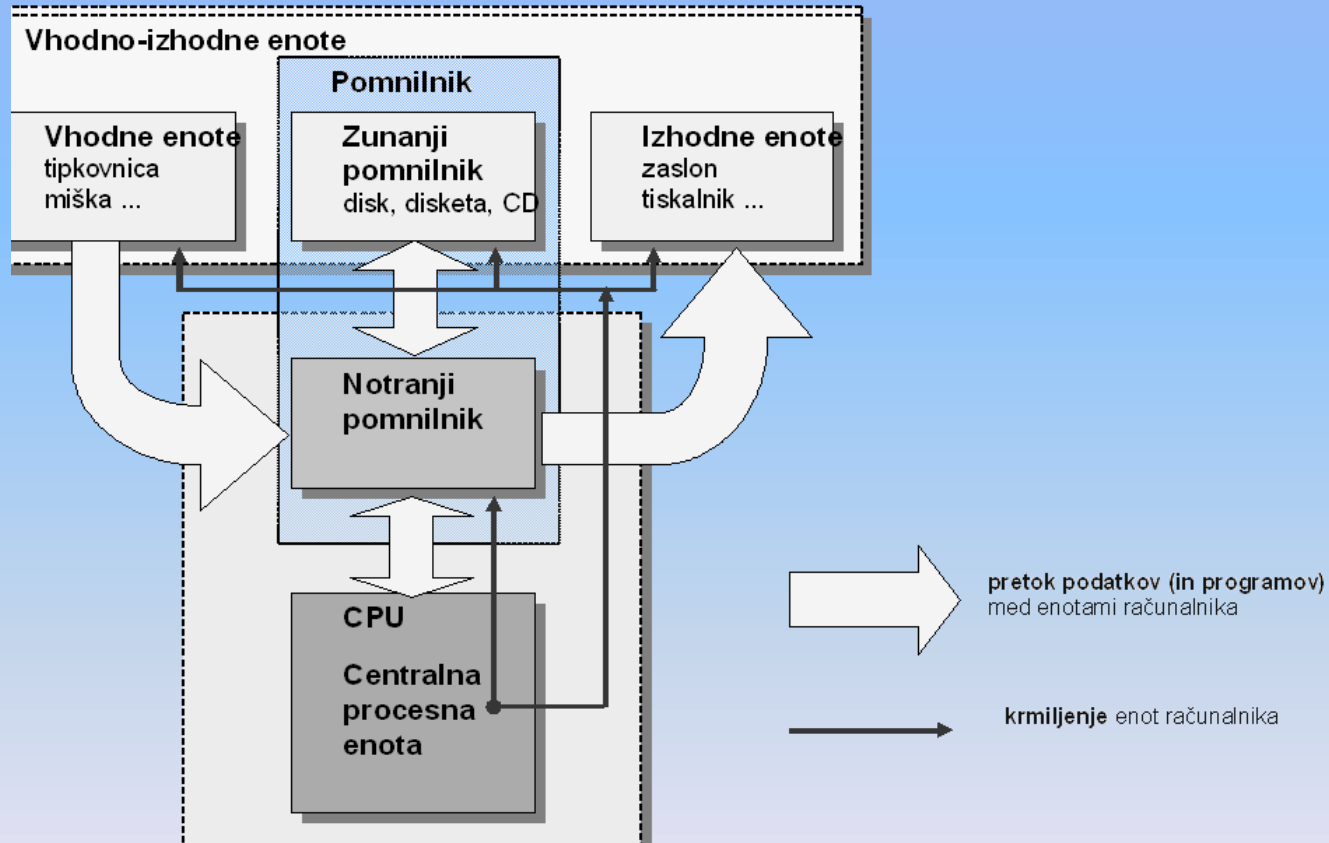 Vhodno-izhodne enote
Pomnilnik
Vhodne enote
tipkovnica
miška ...
Zunanji
pomnilnik
disk, disketa, CD
Izhodne enote
zaslon
tiskalnik ...
Notranji
pomnilnik
CPU
Centralna
procesna
enota
pretok podatkov (in programov)
med enotami računalnika
krmiljenje enot računalnika